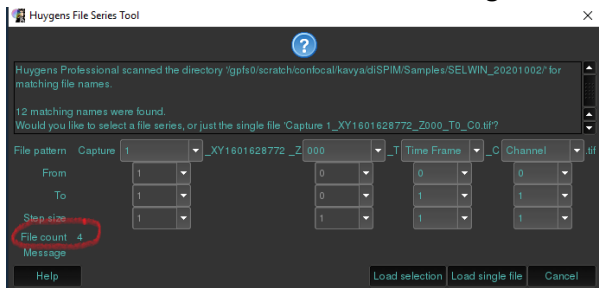 Huygens File Series Tool
?
Huygens Professional scanned the directory '/gpfs0/scratch/confocal/kavya/diSPIM/Samples/SELWIN_20201002/' for
matching file names.
12 matching names were found.
Would you like to select a file series, or just the single file 'Capture 1_XY1601628772_Z000_T0_C0.tif'?
File pattern Capture 1 _XY1601628772 _Z 000 _T Time Frame _C Channel .tif
From 1 0 0 0
To 1 0 1 1
Step size 1 1 1 1
File count 4
Message
Help Load selection Load single file Cancel